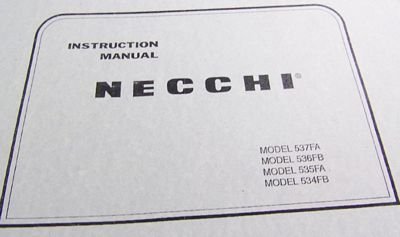 INSTRUCTION
MANUAL
NECCHI®
MODEL 537FA
MODEL 536FB
MODEL 535FA
MODEL 534FB